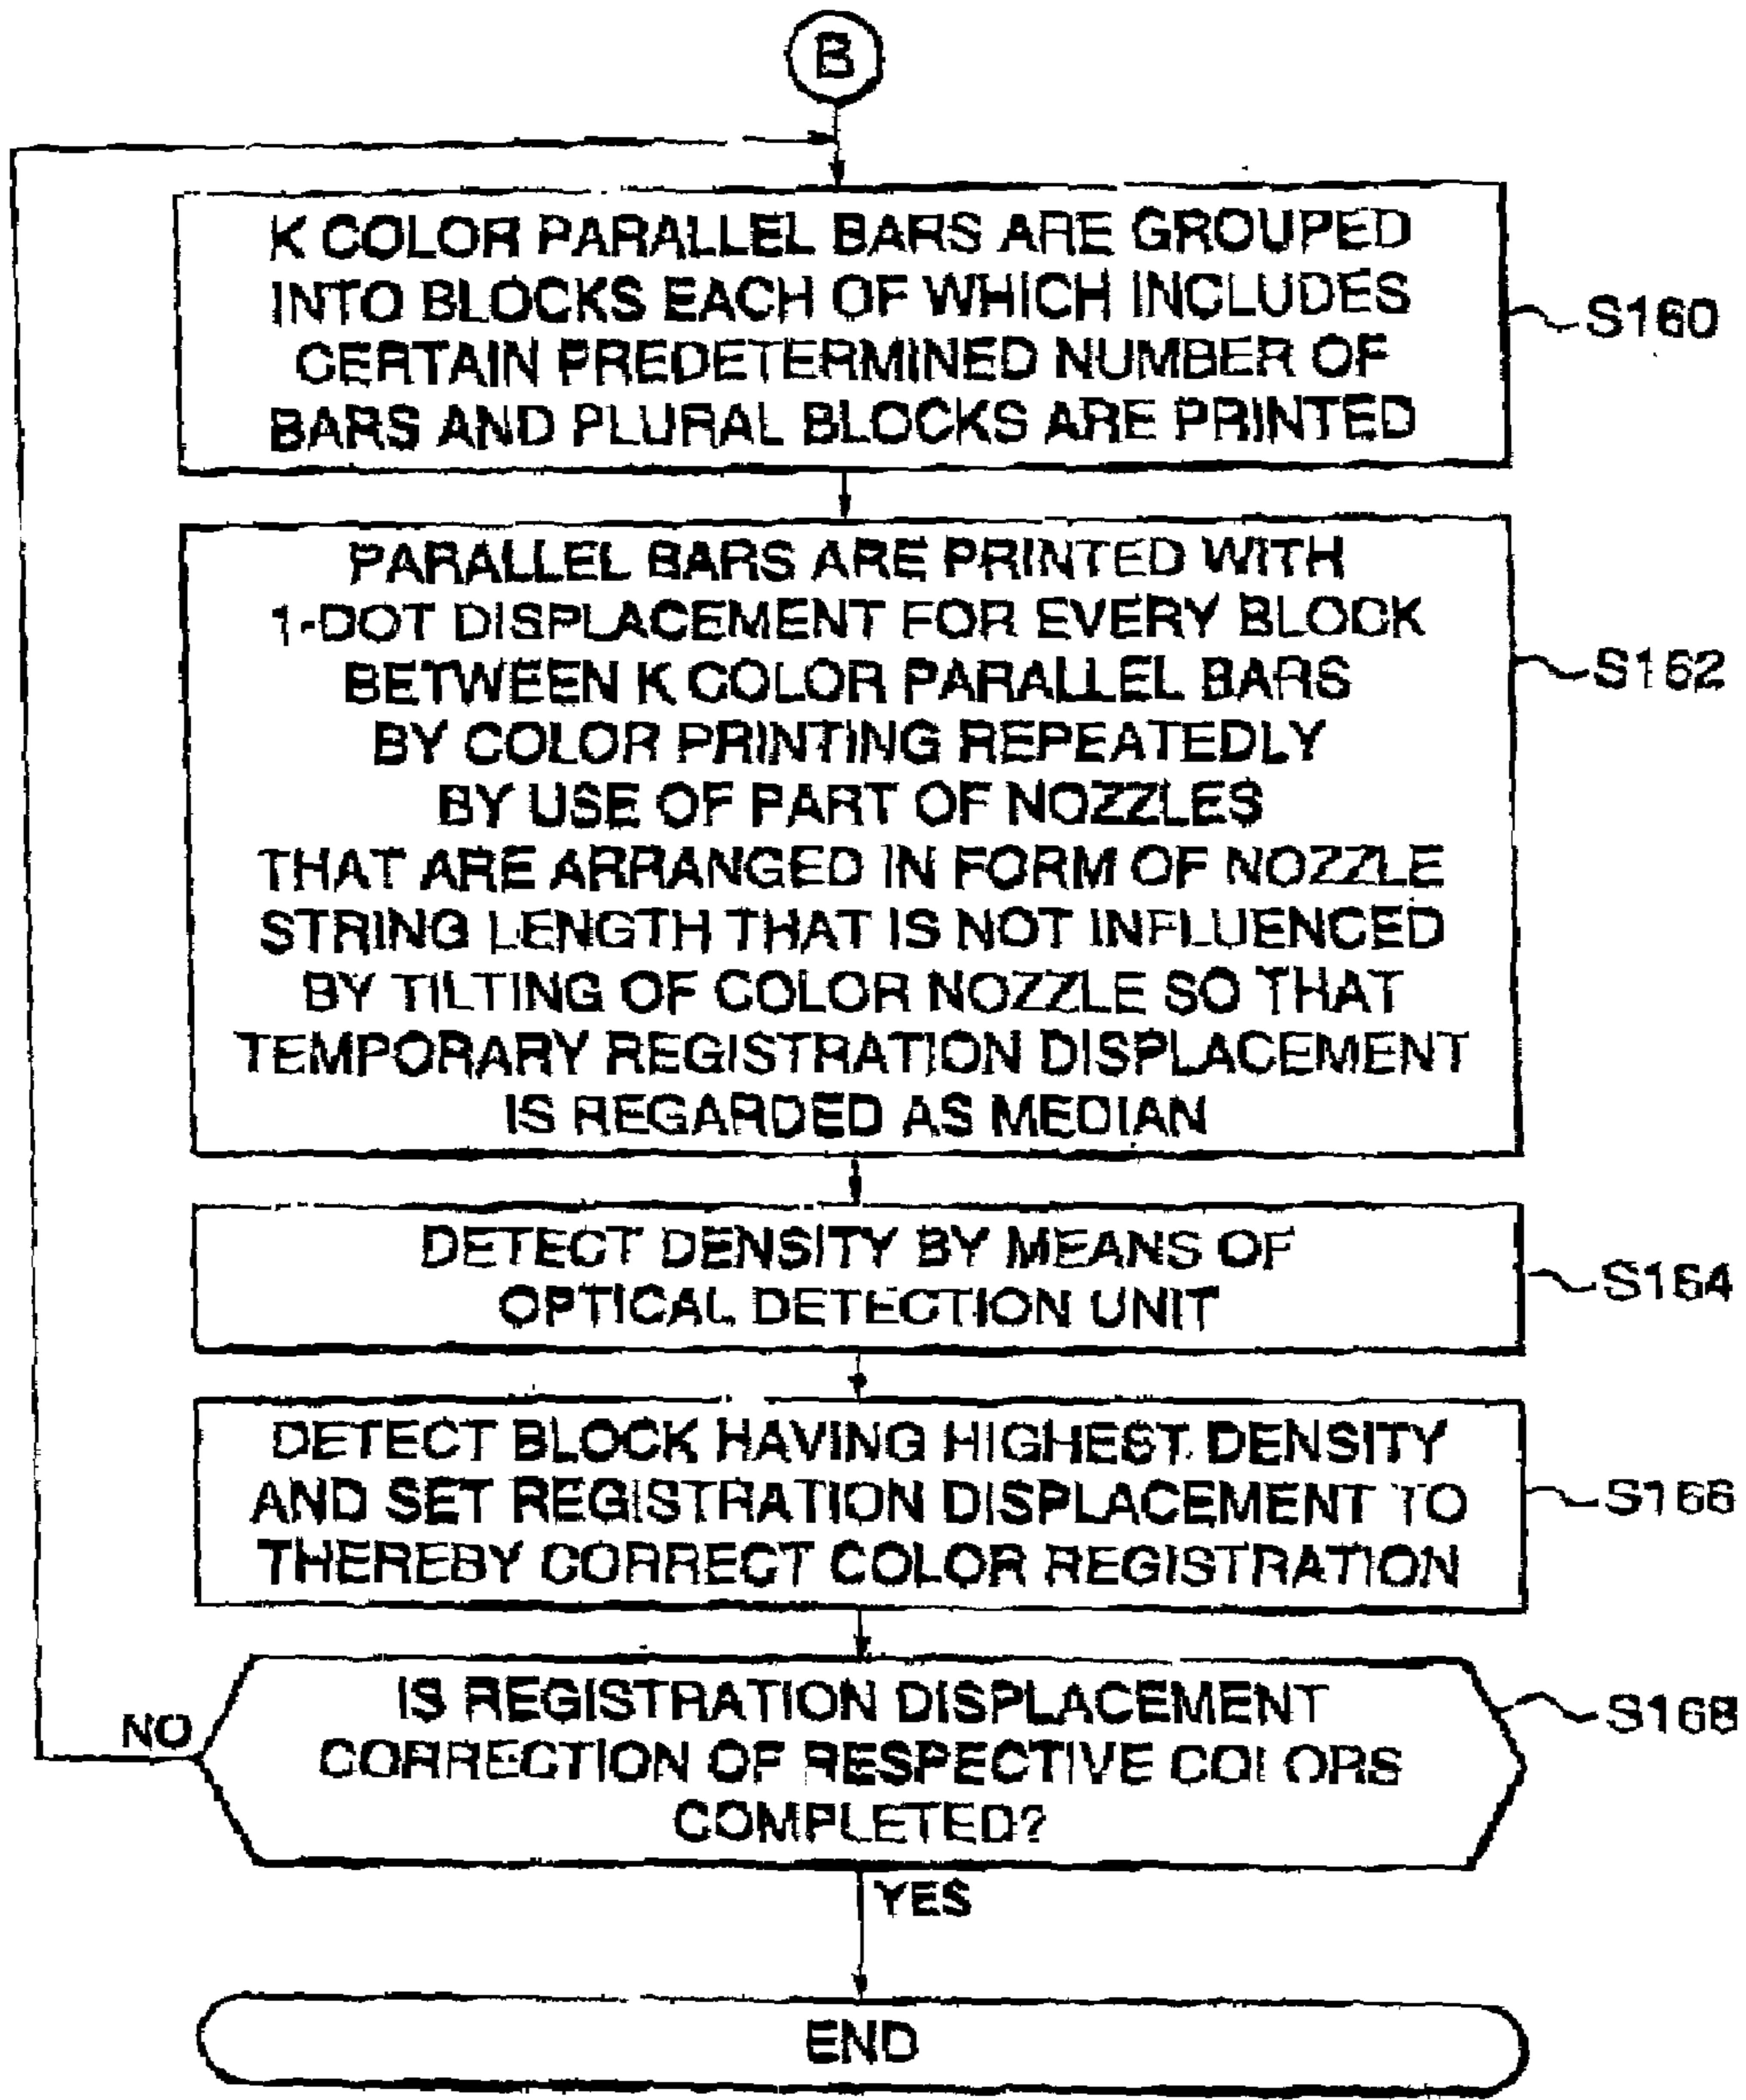 B
K COLOR PARALLEL BARS ARE GROUPED
INTO BLOCKS EACH OF WHICH INCLUDES
CERTAIN PREDETERMINED NUMBER OF
BARS AND PLURAL BLOCKS ARE PRINTED
S160
PARALLEL BARS ARE PRINTED WITH
1-DOT DISPLACEMENT FOR EVERY BLOCK
BETWEEN K COLOR PARALLEL BARS
BY COLOR PRINTING REPEATEDLY
BY USE OF PART OF NOZZLES
THAT ARE ARRANGED IN FORM OF NOZZLE
STRING LENGTH THAT IS NOT INFLUENCED
BY TILTING OF COLOR NOZZLE SO THAT
TEMPORARY REGISTRATION DISPLACEMENT
IS REGARDED AS MEDIAN
S162
DETECT DENSITY BY MEANS OF
OPTICAL DETECTION UNIT
S164
DETECT BLOCK HAVING HIGHEST DENSITY
AND SET REGISTRATION DISPLACEMENT TO
THEREBY CORRECT COLOR REGISTRATION
S166
IS REGISTRATION DISPLACEMENT
CORRECTION OF RESPECTIVE COLORS
COMPLETED?
S168
NO
YES
END